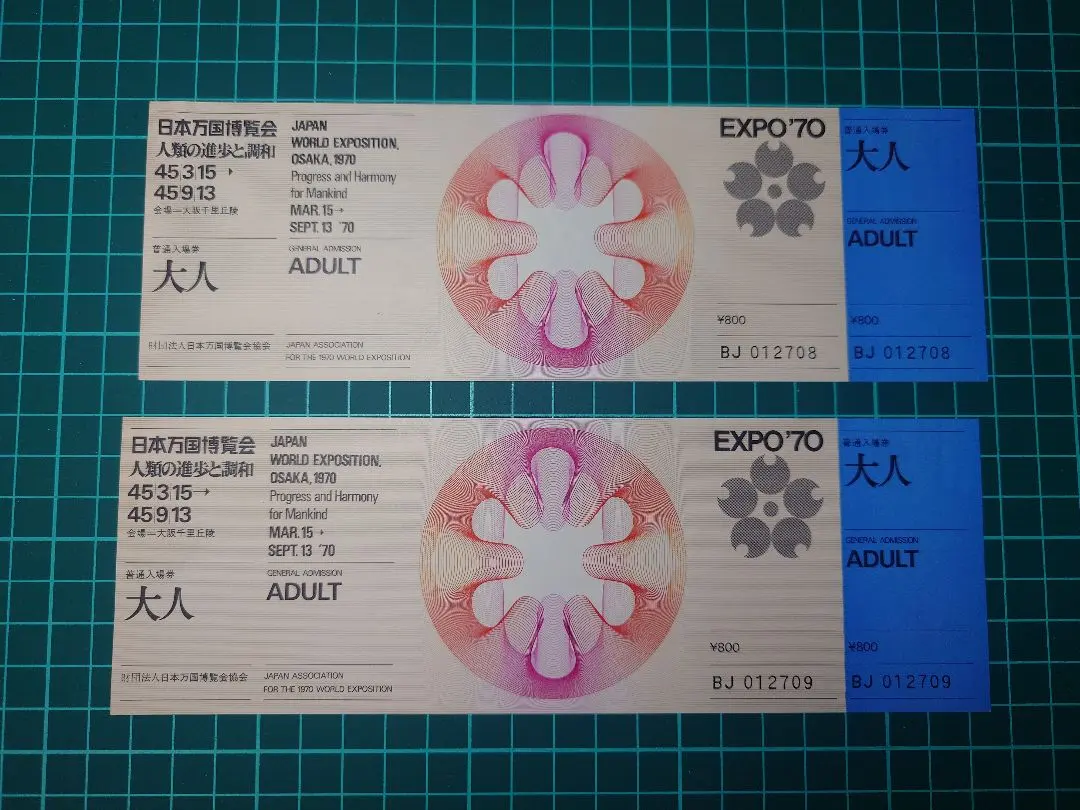 日本万国博覧会
人類の進歩と調和
45|3|15→
45|9|13
会場―大阪千里丘陵
普通入場券
大人
財団法人日本万国博覧会協会
JAPAN
WORLD EXPOSITION,
OSAKA, 1970
Progress and Harmony
for Mankind
MAR. 15→
SEPT. 13 '70
GENERAL ADMISSION
ADULT
JAPAN ASSOCIATION
FOR THE 1970 WORLD EXPOSITION
EXPO'70
¥800
BJ 012708
普通入場券
大人
GENERAL ADMISSION
ADULT
¥800
BJ 012708
日本万国博覧会
人類の進歩と調和
45|3|15→
45|9|13
会場―大阪千里丘陵
普通入場券
大人
財団法人日本万国博覧会協会
JAPAN
WORLD EXPOSITION,
OSAKA, 1970
Progress and Harmony
for Mankind
MAR. 15→
SEPT. 13 '70
GENERAL ADMISSION
ADULT
JAPAN ASSOCIATION
FOR THE 1970 WORLD EXPOSITION
EXPO'70
¥800
BJ 012709
普通入場券
大人
GENERAL ADMISSION
ADULT
¥800
BJ 012709